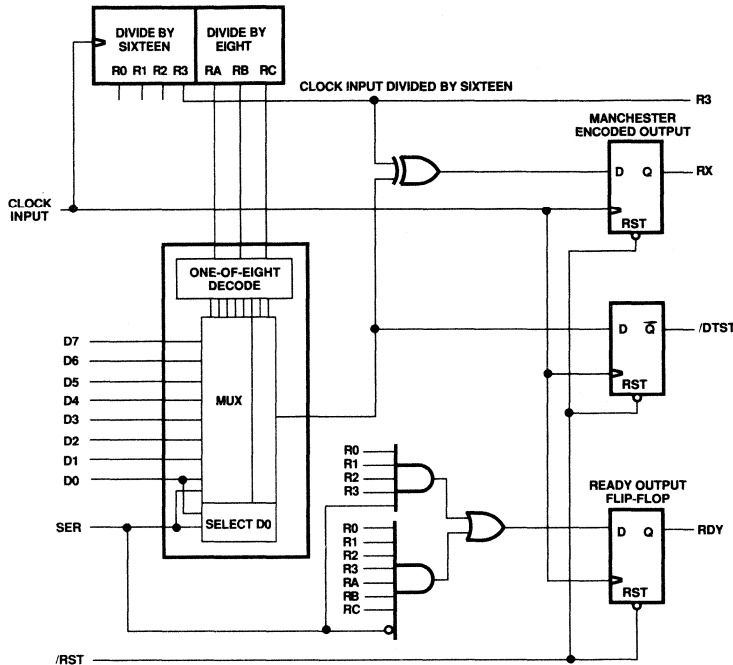 DIVIDE BY
SIXTEEN
DIVIDE BY
EIGHT
R0 R1 R2 R3
RA RB RC
CLOCK INPUT DIVIDED BY SIXTEEN
R3
MANCHESTER
ENCODED OUTPUT
D Q
RX
RST
CLOCK
INPUT
ONE-OF-EIGHT
DECODE
D Q
/DTST
RST
D7
D6
D5
D4
D3
D2
D1
D0
MUX
SELECT D0
SER
R0
R1
R2
R3
R0
R1
R2
R3
RA
RB
RC
READY OUTPUT
FLIP-FLOP
D Q
RDY
RST
/RST